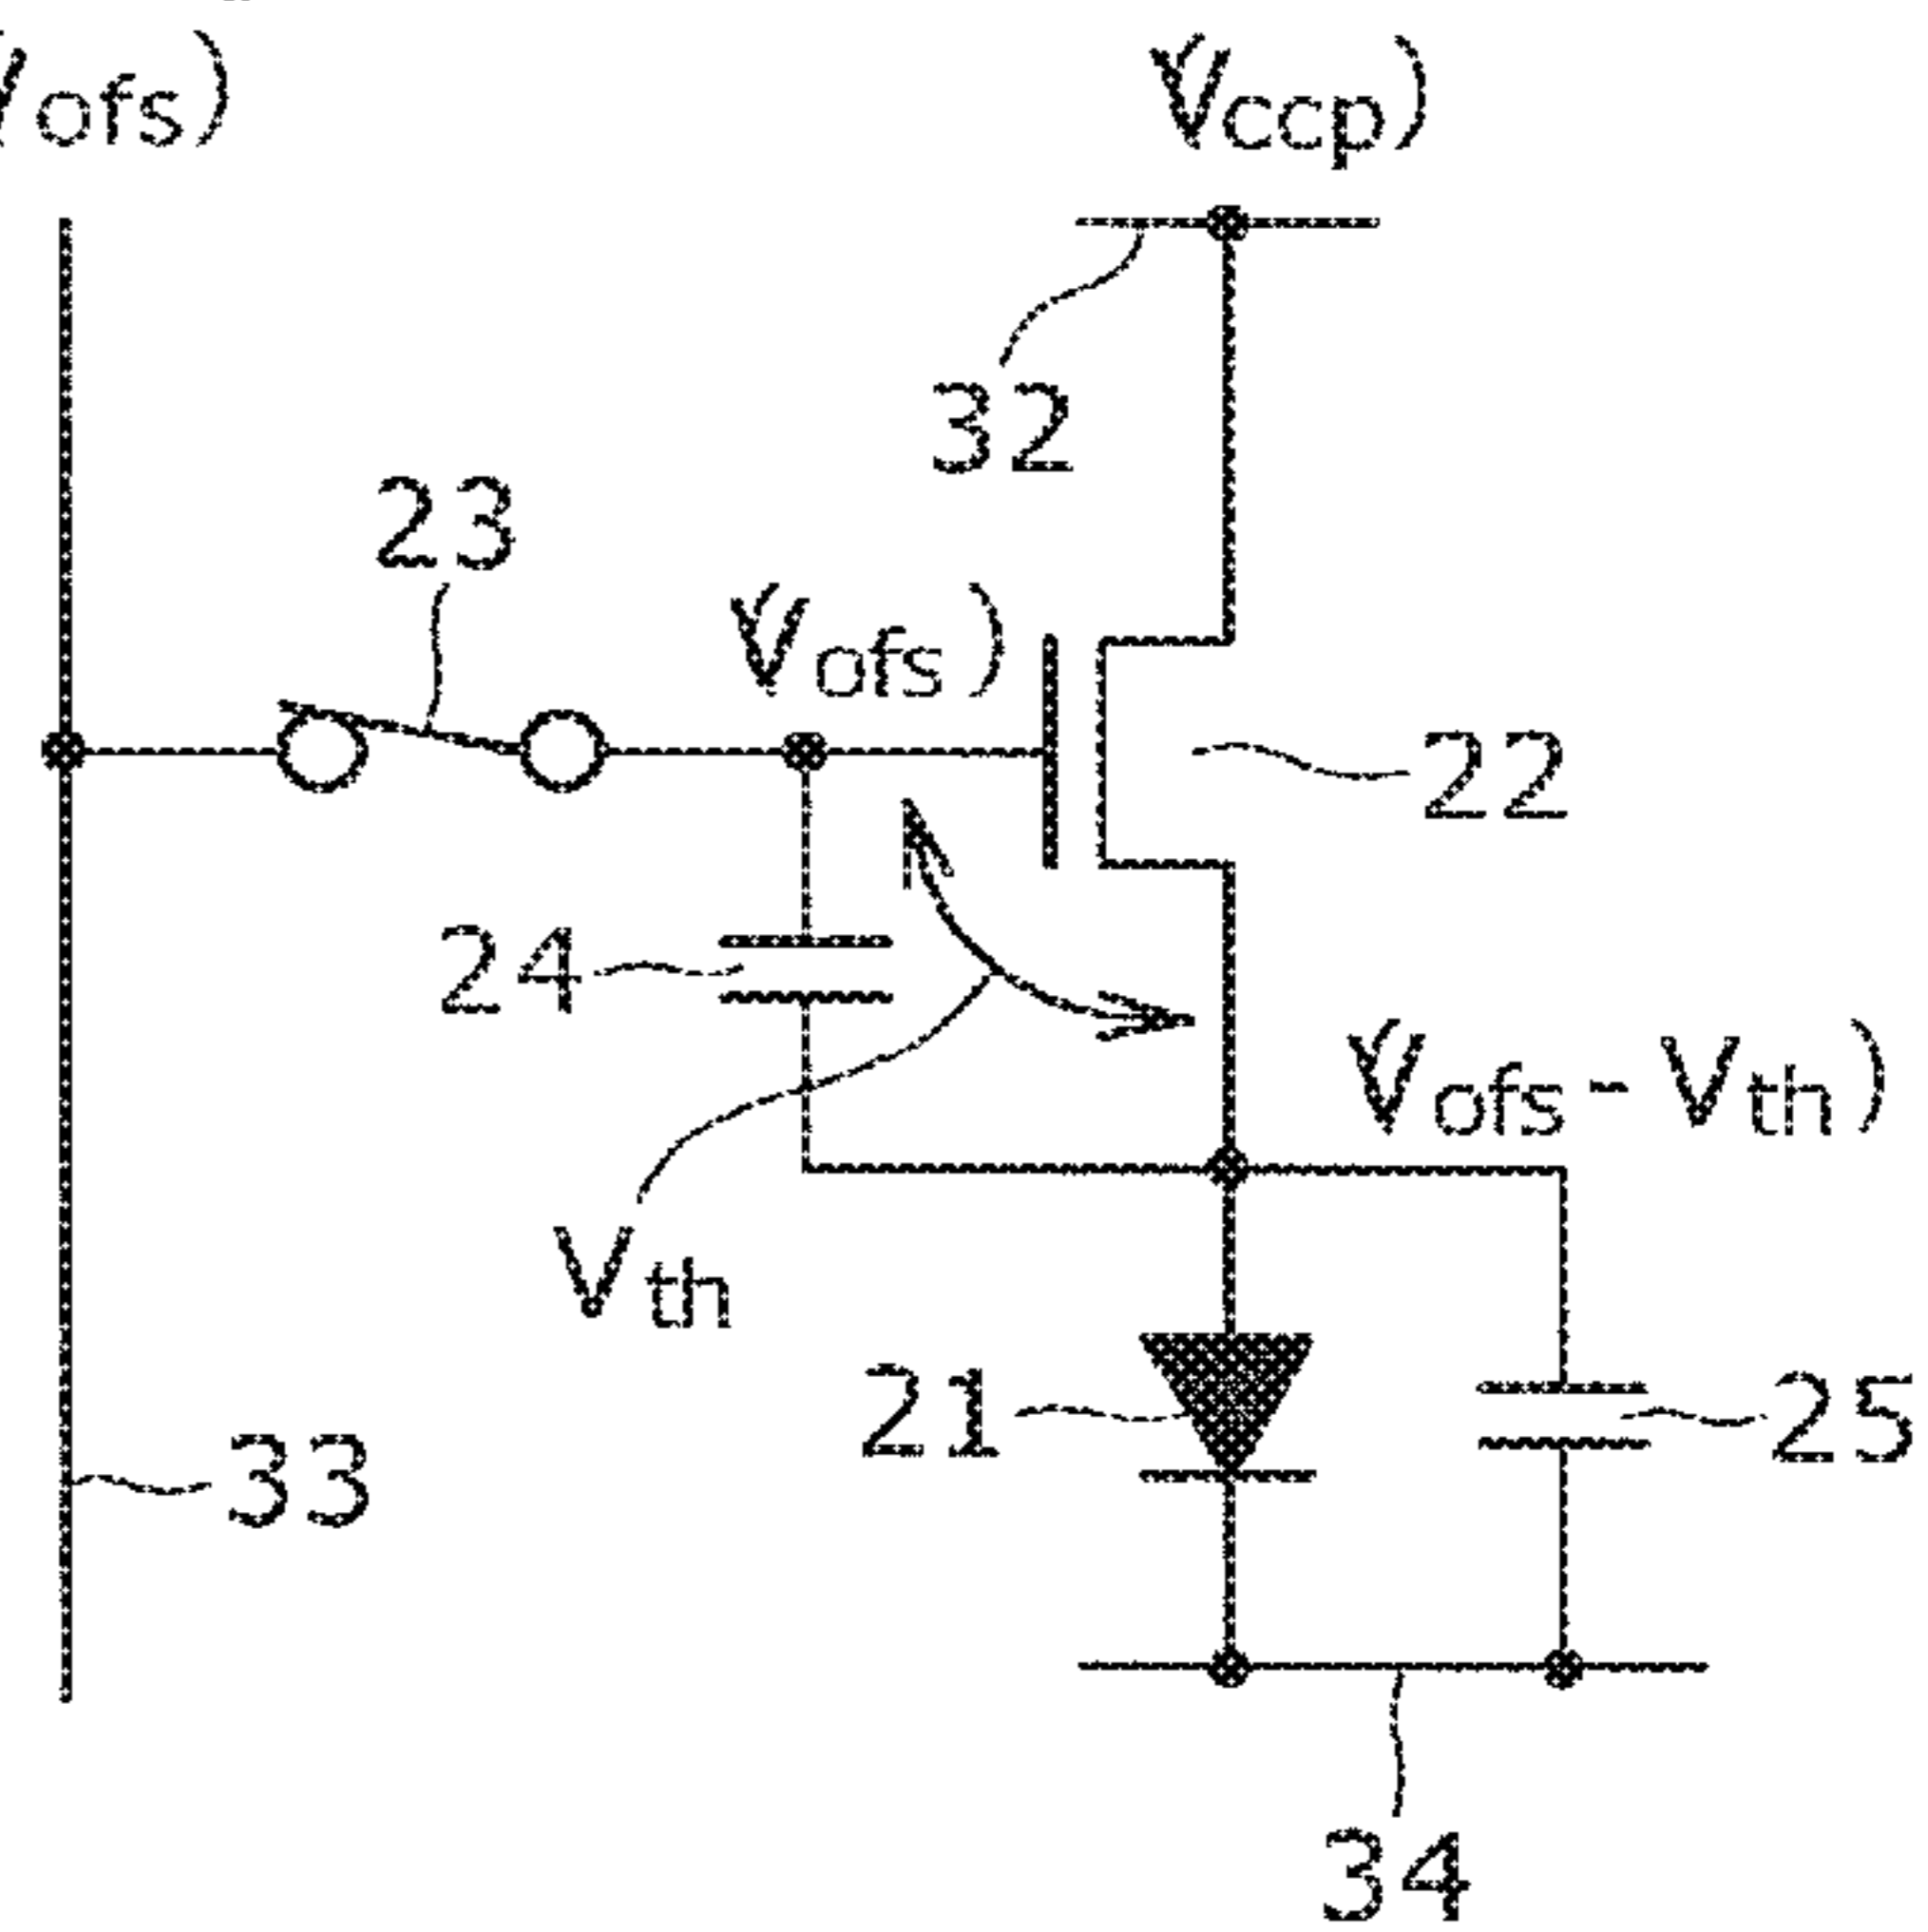 Vofs)
(Vccp)
32
23
(Vofs)
22
24
(Vofs - Vth)
Vth
21
25
33
34